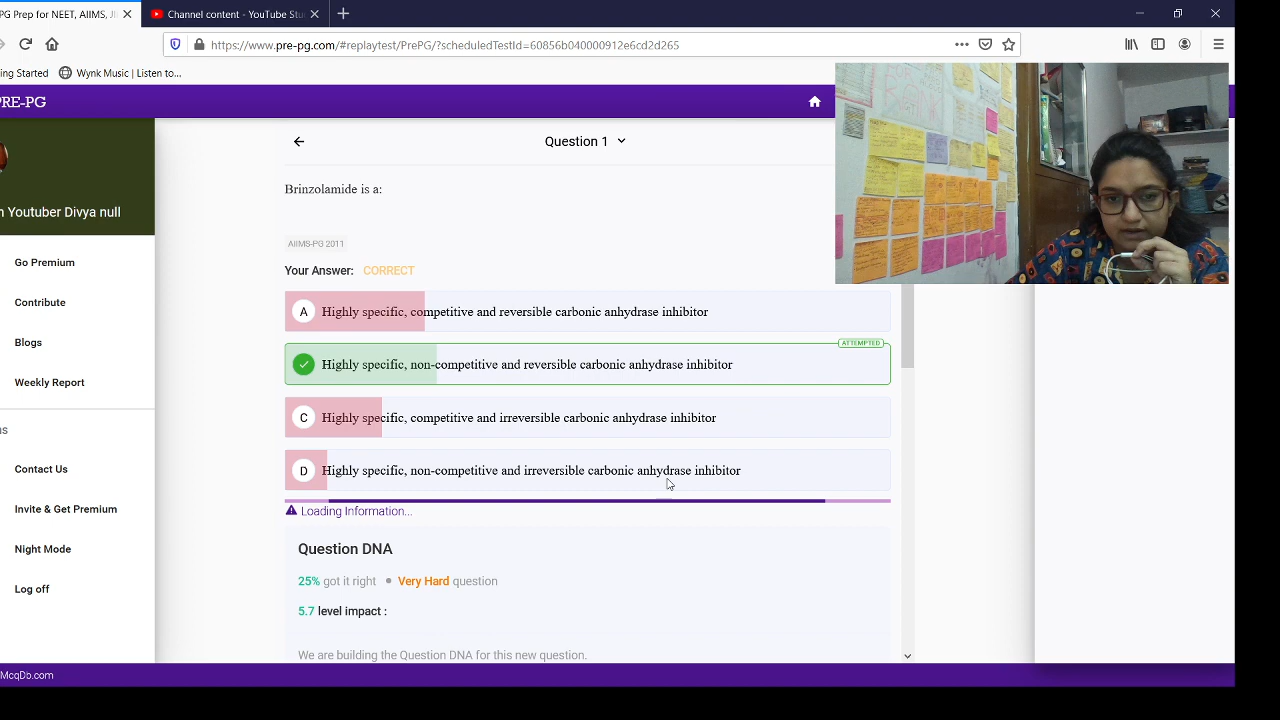 PG Prep for NEET, AIIMS, JI
Channel content - YouTube Stu
https://www.pre-pg.com/#replaytest/PrePG/?scheduledTestId=60856b040000912e6cd2d265
ing Started
Wynk Music | Listen to...
PRE-PG
Question 1
n Youtuber Divya null
Go Premium
Contribute
Blogs
Weekly Report
ns
Contact Us
Invite & Get Premium
Night Mode
Log off
Brinzolamide is a:
AIIMS-PG 2011
Your Answer: CORRECT
A Highly specific, competitive and reversible carbonic anhydrase inhibitor
ATTEMPTED
Highly specific, non-competitive and reversible carbonic anhydrase inhibitor
C Highly specific, competitive and irreversible carbonic anhydrase inhibitor
D Highly specific, non-competitive and irreversible carbonic anhydrase inhibitor
Loading Information...
Question DNA
25% got it right • Very Hard question
5.7 level impact :
We are building the Question DNA for this new question.
McqDb.com